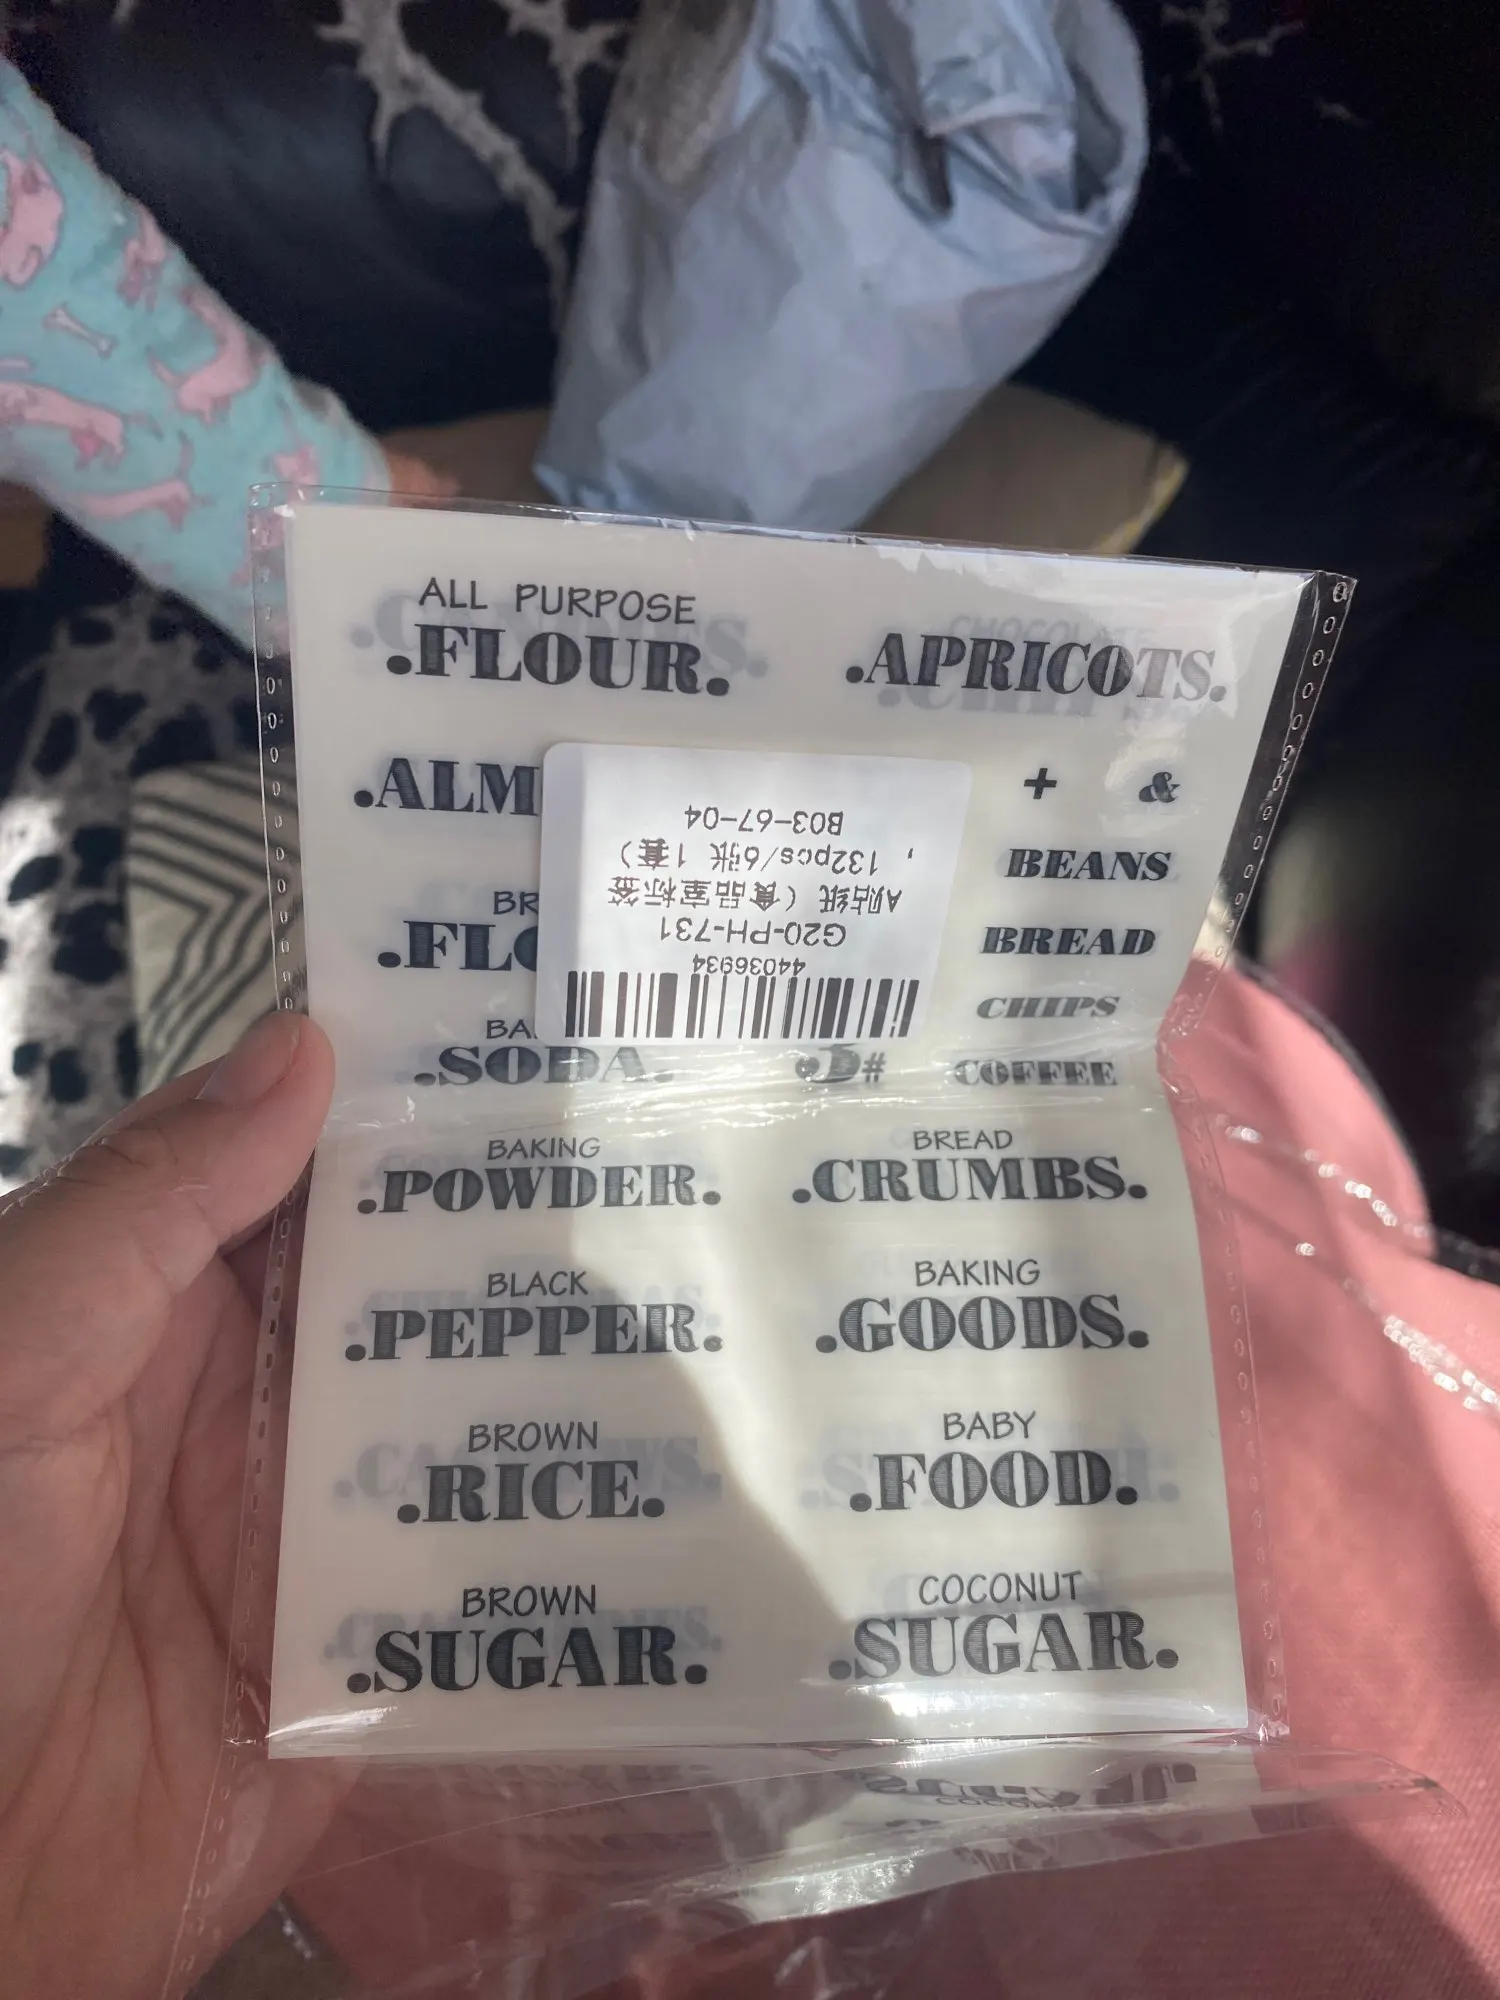 ALL PURPOSE
.FLOUR.
.APRICOTS.
.ALM
+ &
BEANS
BR
.FLO
BREAD
CHIPS
BA
.SODA.
#
COFFEE
44036934
G20-PH-731
A贴纸（食品室标签
，132pcs/6张 1套）
B03-67-04
BAKING
.POWDER.
BREAD
.CRUMBS.
BLACK
.PEPPER.
BAKING
.GOODS.
BROWN
.RICE.
BABY
.FOOD.
BROWN
.SUGAR.
COCONUT
.SUGAR.